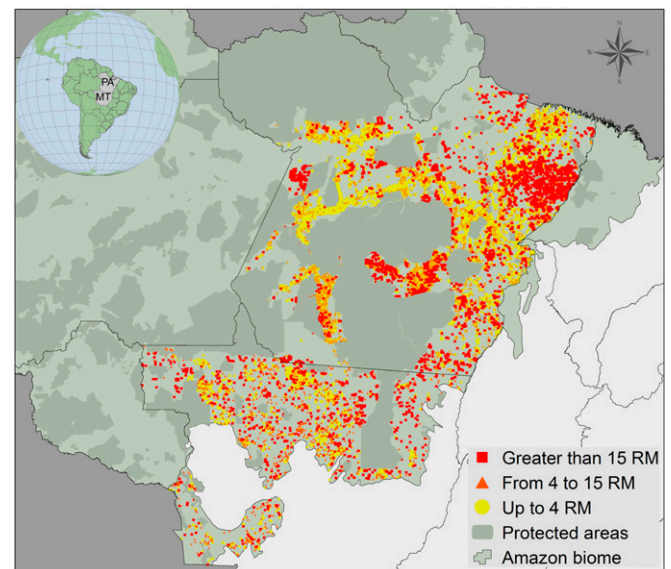 PA
MT
N
W
E
S
Greater than 15 RM
From 4 to 15 RM
Up to 4 RM
Protected areas
Amazon biome